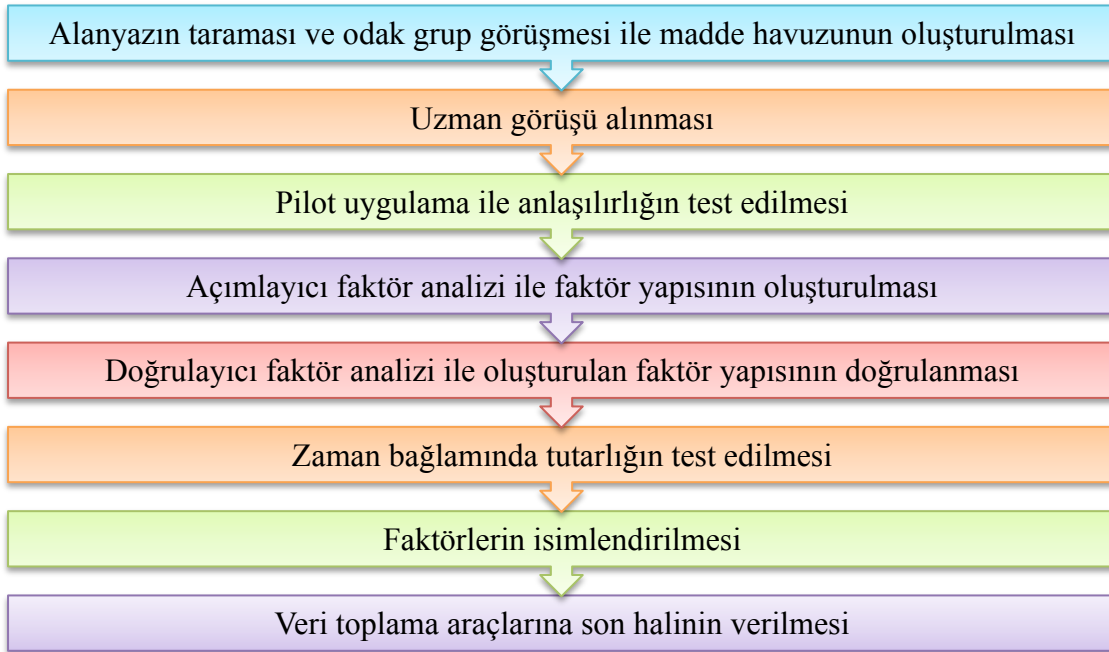 Alanyazın taraması ve odak grup görüşmesi ile madde havuzunun oluşturulması
Uzman görüşü alınması
Pilot uygulama ile anlaşılırlığın test edilmesi
Açımlayıcı faktör analizi ile faktör yapısının oluşturulması
Doğrulayıcı faktör analizi ile oluşturulan faktör yapısının doğrulanması
Zaman bağlamında tutarlığın test edilmesi
Faktörlerin isimlendirilmesi
Veri toplama araçlarına son halinin verilmesi